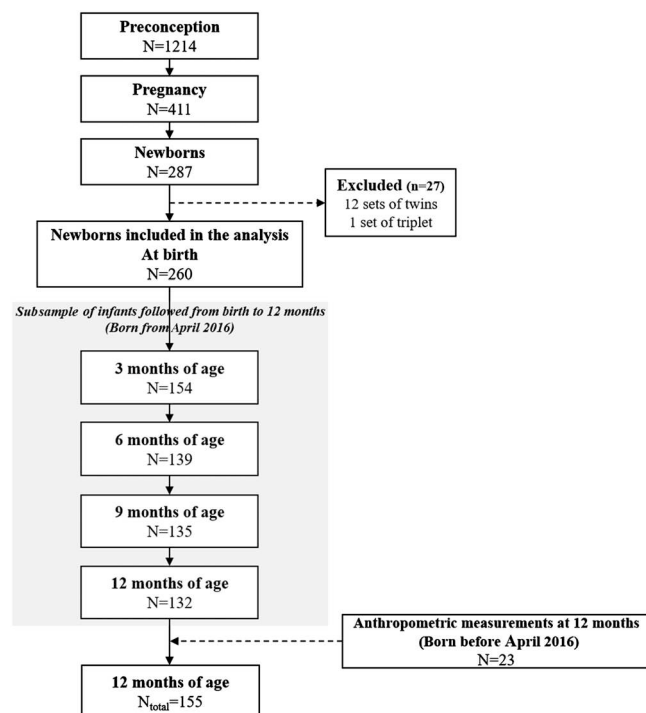 Preconception
N=1214
Pregnancy
N=411
Newborns
N=287
Excluded (n=27)
12 sets of twins
1 set of triplet
Newborns included in the analysis
At birth
N=260
Subsample of infants followed from birth to 12 months
(Born from April 2016)
3 months of age
N=154
6 months of age
N=139
9 months of age
N=135
12 months of age
N=132
Anthropometric measurements at 12 months
(Born before April 2016)
N=23
12 months of age
Ntotal=155